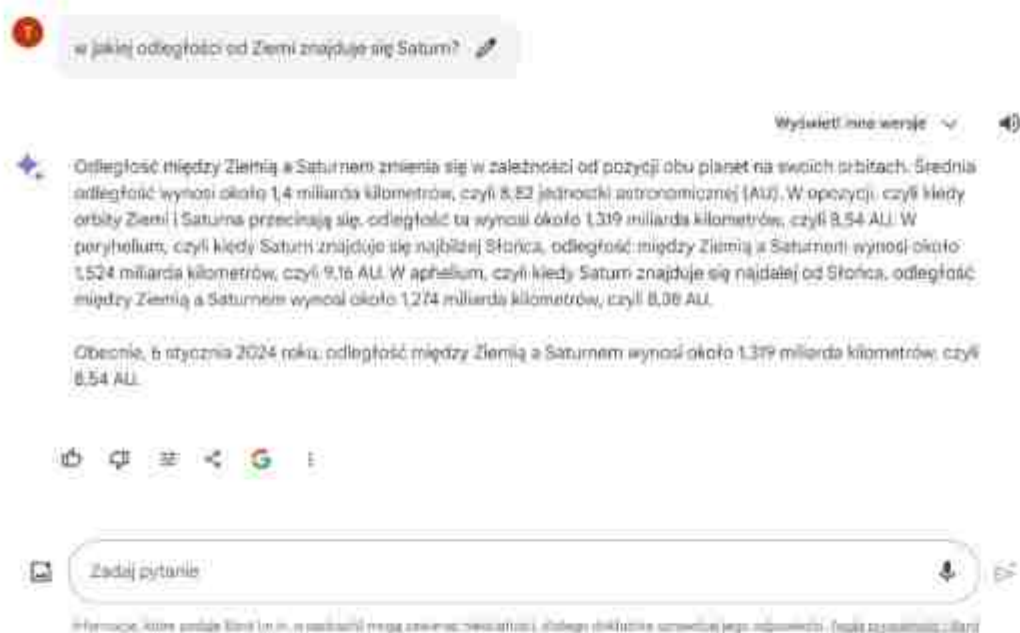 T
w jakiej odległości od Ziemi znajduje się Saturn?
Wyświetl inne wersje
Odległość między Ziemią a Saturnem zmienia się w zależności od pozycji obu planet na swoich orbitach. Średnia
odległość wynosi około 1,4 miliarda kilometrów, czyli 8,82 jednostki astronomicznej (AU). W opozycji, czyli kiedy
orbity Ziemi i Saturna przecinają się, odległość ta wynosi około 1,319 miliarda kilometrów, czyli 8,54 AU. W
peryhelium, czyli kiedy Saturn znajduje się najbliżej Słońca, odległość między Ziemią a Saturnem wynosi około
1,524 miliarda kilometrów, czyli 9,16 AU. W aphelium, czyli kiedy Saturn znajduje się najdalej od Słońca, odległość
między Ziemią a Saturnem wynosi około 1,274 miliarda kilometrów, czyli AU.
Obecnie, 6 stycznia 2024 roku, odległość między Ziemią a Saturnem wynosi około 1,319 miliarda kilometrów, czyli
8,54 AU.
Zadaj pytanie
Informacje, które podaje Bard